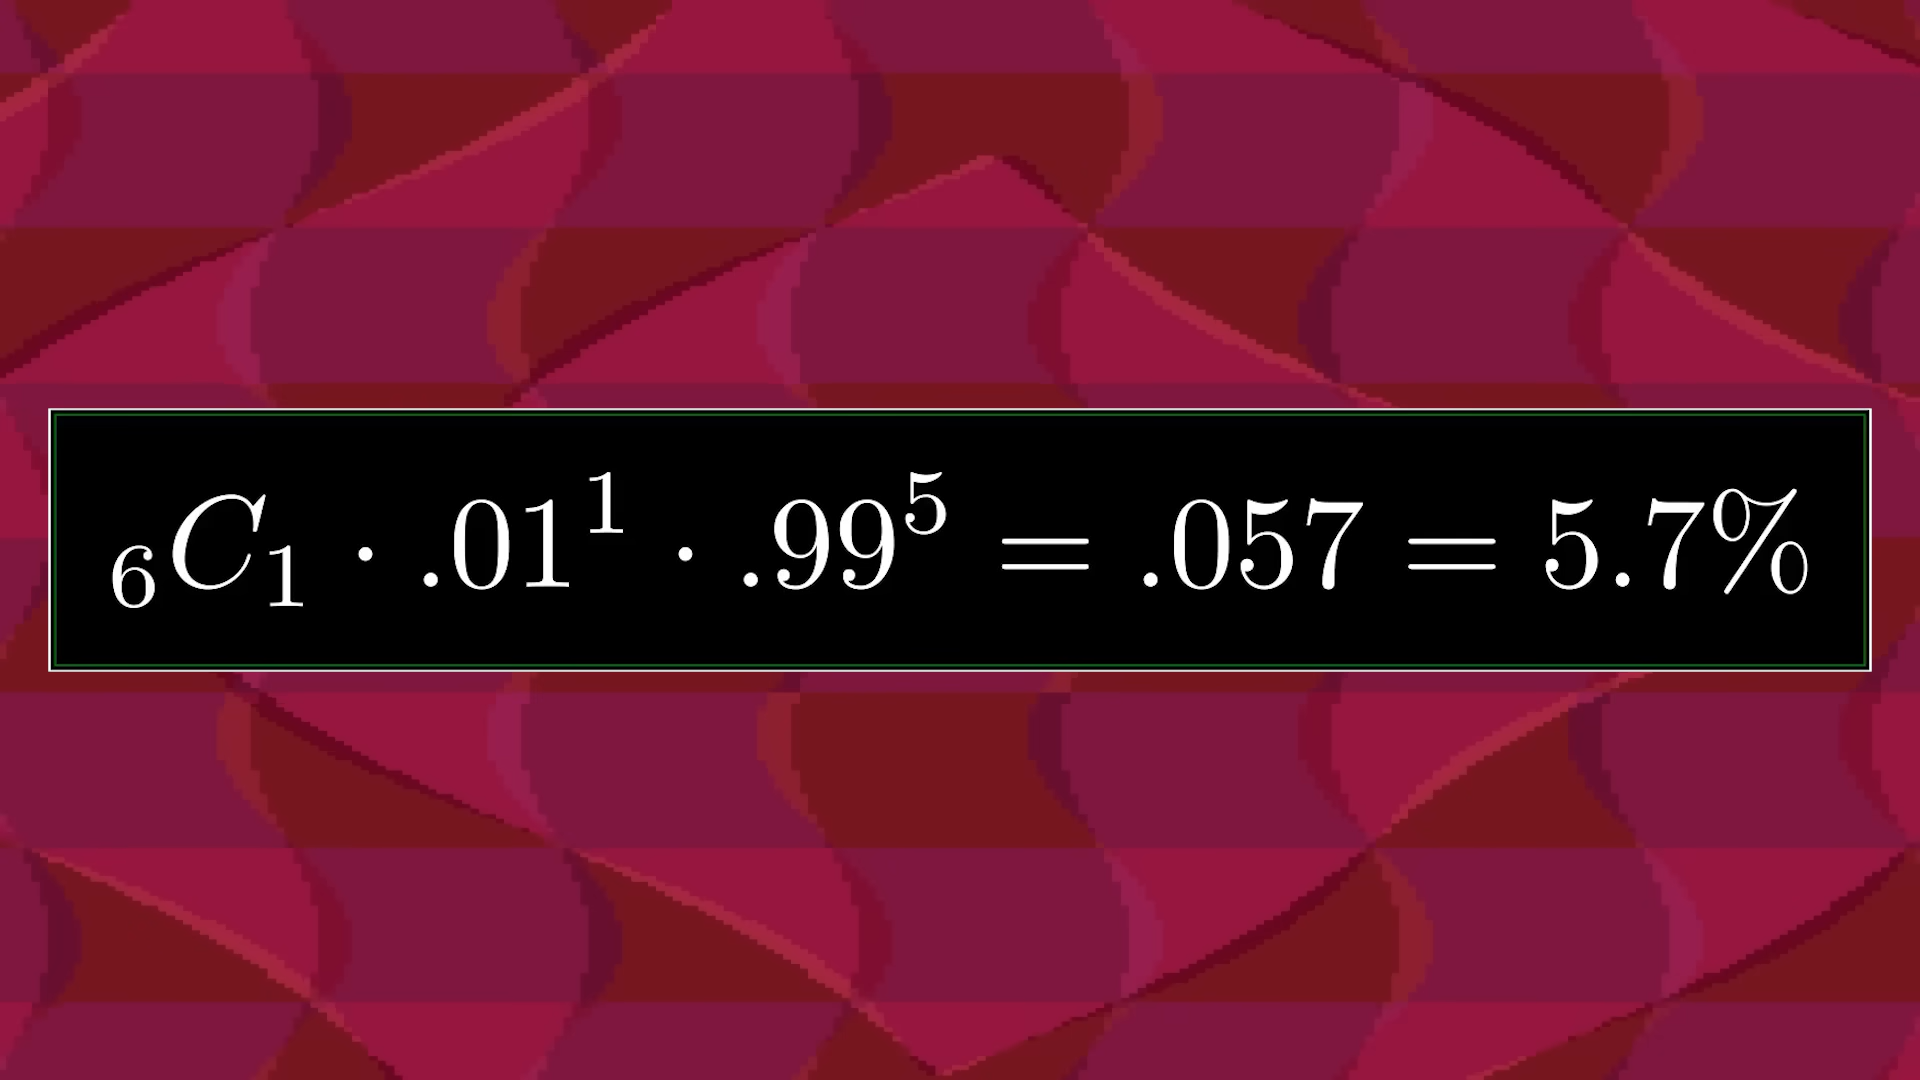 ₆C₁ · .01¹ · .99⁵ = .057 = 5.7%